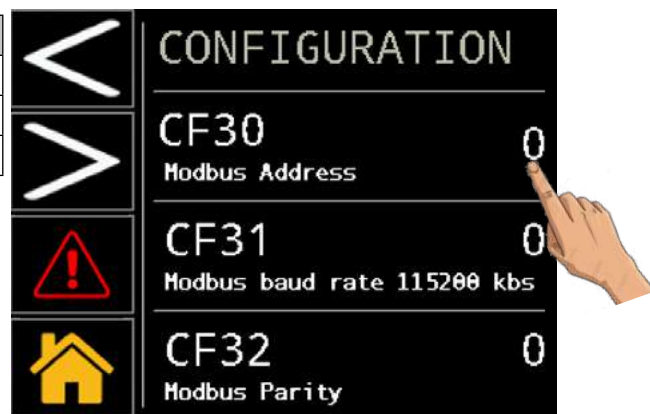 CONFIGURATION
CF30 0
Modbus Address
CF31 0
Modbus baud rate 115200 kbs
CF32 0
Modbus Parity